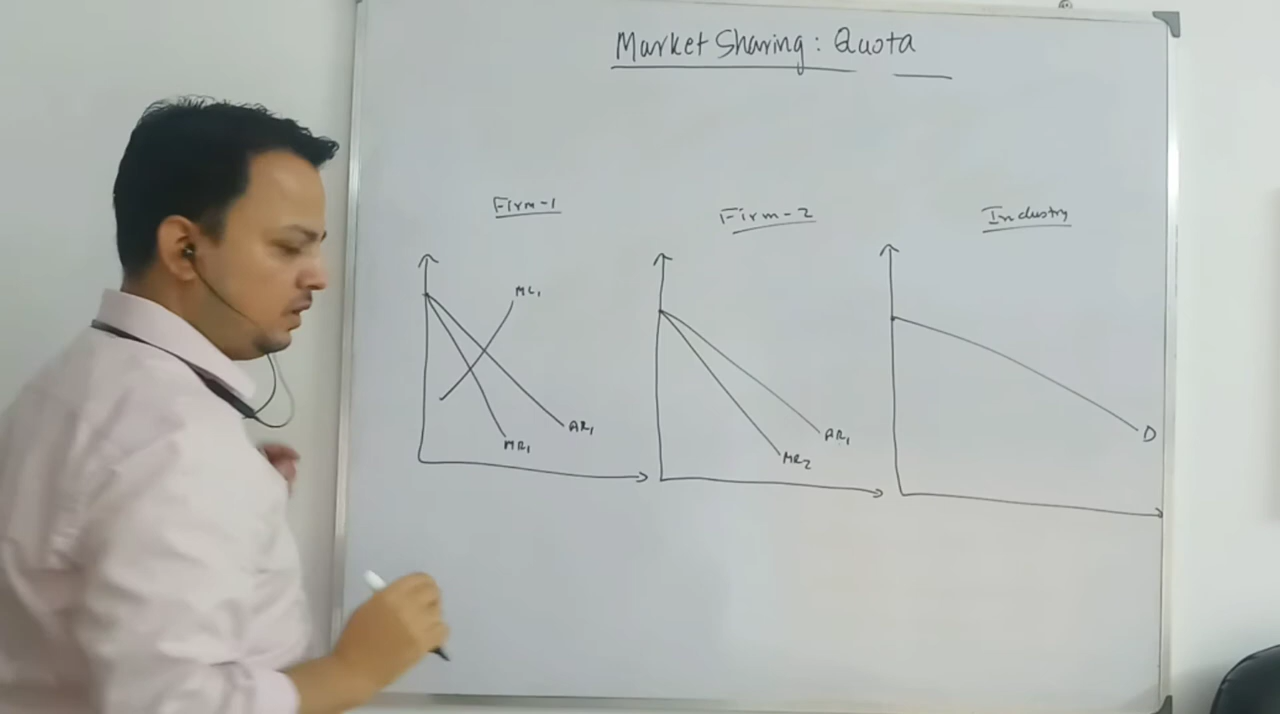 Market Sharing: Quota
Firm-1
Firm-2
Industry
MC1
AR1
MR1
AR1
MR2
D